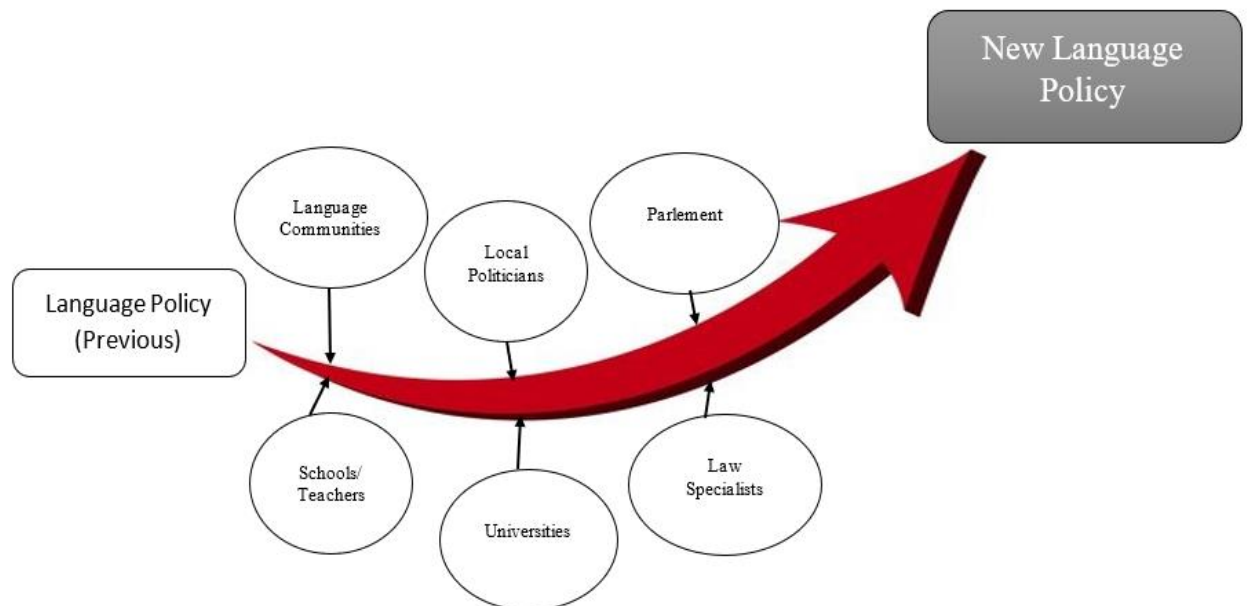 New Language
Policy
Language
Communities
Local
Politicians
Parlement
Language Policy
(Previous)
Schools/
Teachers
Universities
Law
Specialists